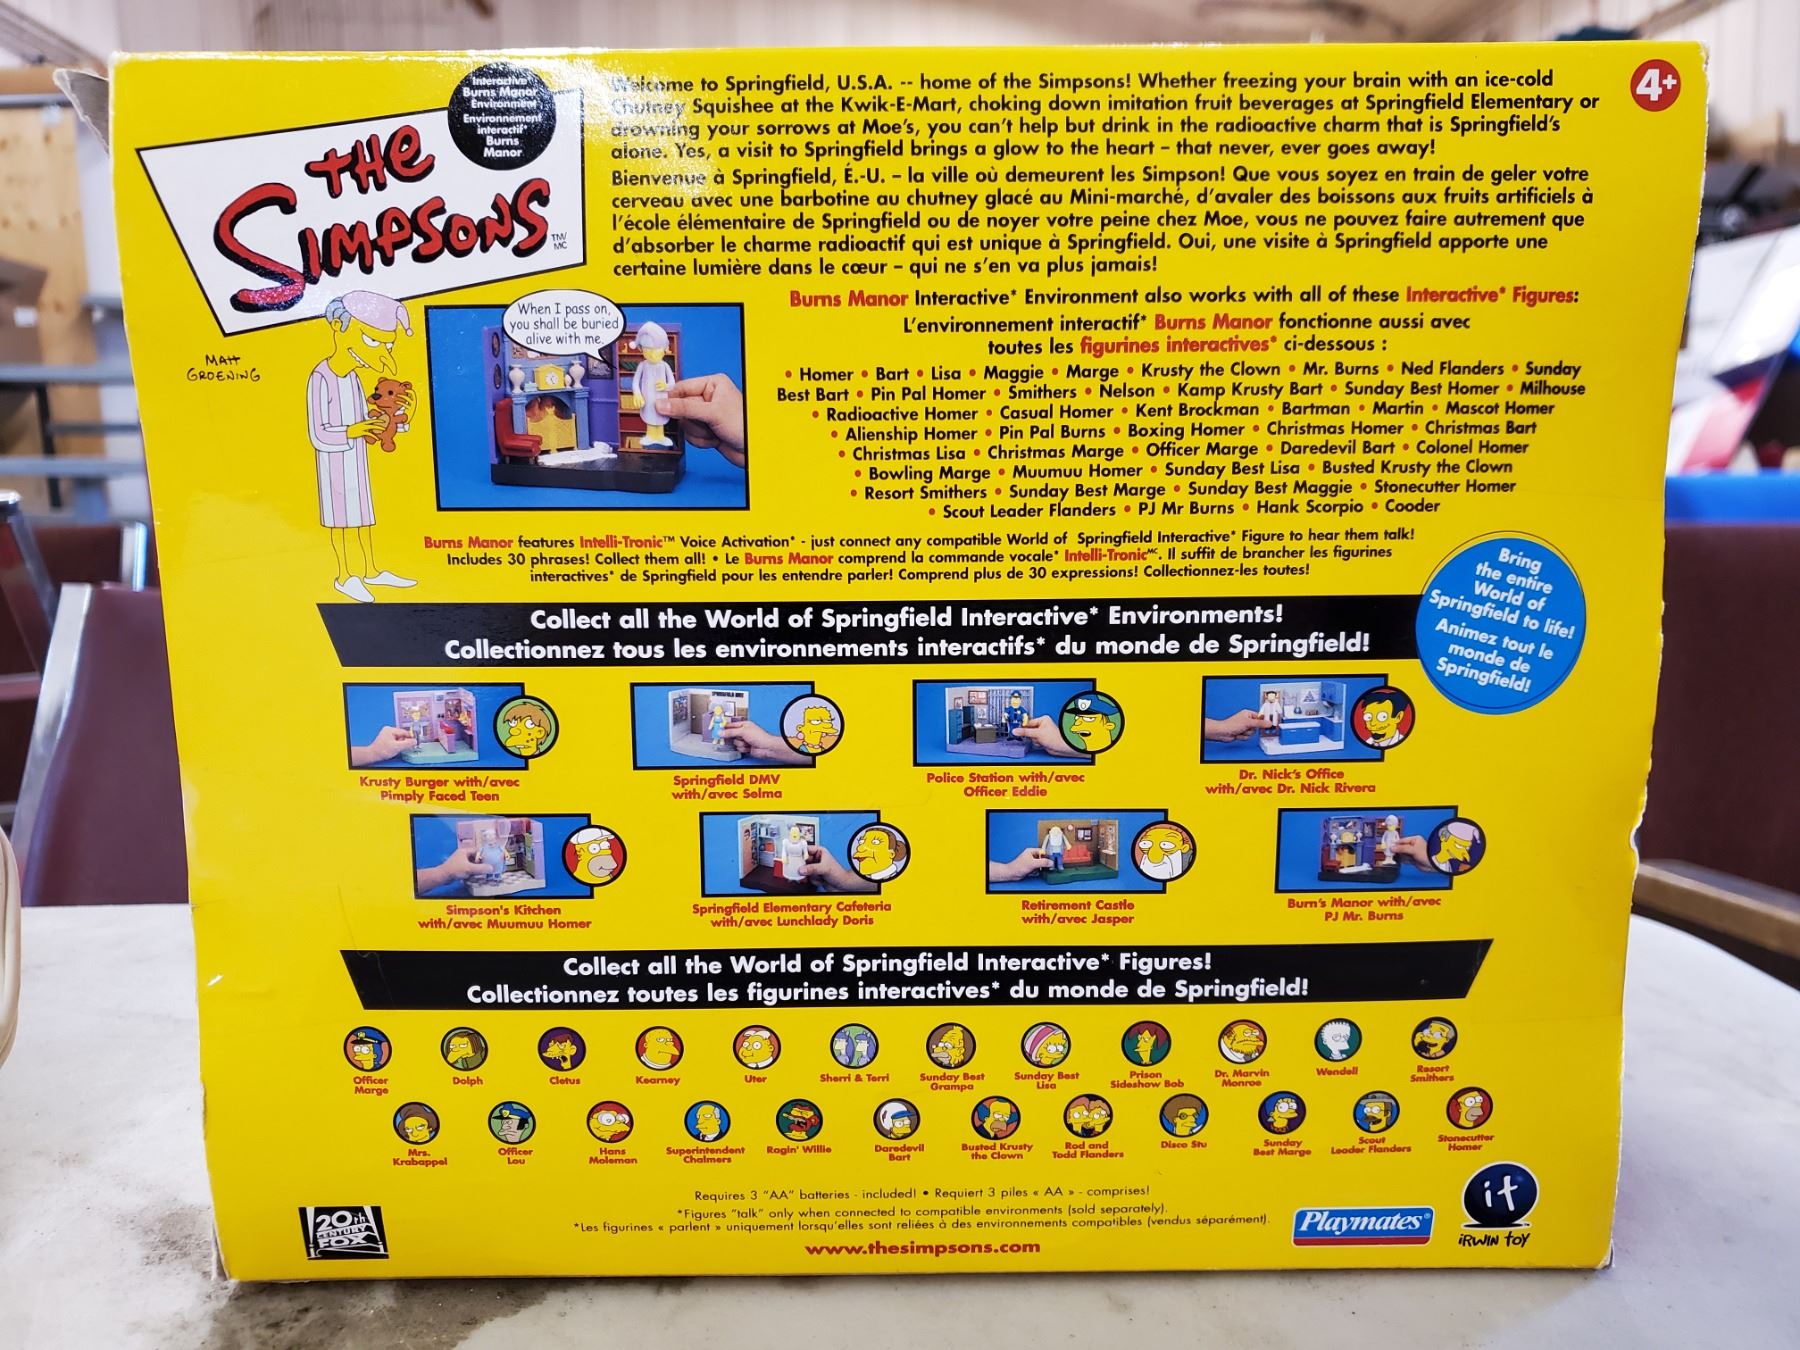 Interactive*
Burns Manor
Environment
Environnement
interactif*
Burns
Manor
THE
SIMPSONS
TM/
MC
MATT
GROENING
4+
Welcome to Springfield, U.S.A. -- home of the Simpsons! Whether freezing your brain with an ice-cold
Chutney Squishee at the Kwik-E-Mart, choking down imitation fruit beverages at Springfield Elementary or
drowning your sorrows at Moe's, you can't help but drink in the radioactive charm that is Springfield's
alone. Yes, a visit to Springfield brings a glow to the heart – that never, ever goes away!
Bienvenue à Springfield, É.-U. – la ville où demeurent les Simpson! Que vous soyez en train de geler votre
cerveau avec une barbotine au chutney glacé au Mini-marché, d'avaler des boissons aux fruits artificiels à
l'école élémentaire de Springfield ou de noyer votre peine chez Moe, vous ne pouvez faire autrement que
d'absorber le charme radioactif qui est unique à Springfield. Oui, une visite à Springfield apporte une
certaine lumière dans le cœur – qui ne s'en va plus jamais!
When I pass on,
you shall be buried
alive with me.
Burns Manor Interactive* Environment also works with all of these Interactive* Figures:
L'environnement interactif* Burns Manor fonctionne aussi avec
toutes les figurines interactives* ci-dessous :
• Homer • Bart • Lisa • Maggie • Marge • Krusty the Clown • Mr. Burns • Ned Flanders • Sunday
Best Bart • Pin Pal Homer • Smithers • Nelson • Kamp Krusty Bart • Sunday Best Homer • Milhouse
• Radioactive Homer • Casual Homer • Kent Brockman • Bartman • Martin • Mascot Homer
• Alienship Homer • Pin Pal Burns • Boxing Homer • Christmas Homer • Christmas Bart
• Christmas Lisa • Christmas Marge • Officer Marge • Daredevil Bart • Colonel Homer
• Bowling Marge • Muumuu Homer • Sunday Best Lisa • Busted Krusty the Clown
• Resort Smithers • Sunday Best Marge • Sunday Best Maggie • Stonecutter Homer
• Scout Leader Flanders • PJ Mr Burns • Hank Scorpio • Cooder
Burns Manor features Intelli-Tronic™ Voice Activation* - just connect any compatible World of Springfield Interactive* Figure to hear them talk!
Includes 30 phrases! Collect them all! • Le Burns Manor comprend la commande vocale* Intelli-Tronic MC. Il suffit de brancher les figurines
interactives* de Springfield pour les entendre parler! Comprend plus de 30 expressions! Collectionnez-les toutes!
Bring
the entire
World of
Springfield to life!
Animez tout le
monde de
Springfield!
Collect all the World of Springfield Interactive* Environments!
Collectionnez tous les environnements interactifs* du monde de Springfield!
Krusty Burger with/avec
Pimply Faced Teen
Springfield DMV
with/avec Selma
Police Station with/avec
Officer Eddie
Dr. Nick's Office
with/avec Dr. Nick Rivera
Simpson's Kitchen
with/avec Muumuu Homer
Springfield Elementary Cafeteria
with/avec Lunchlady Doris
Retirement Castle
with/avec Jasper
Burn's Manor with/avec
PJ Mr. Burns
Collect all the World of Springfield Interactive* Figures!
Collectionnez toutes les figurines interactives* du monde de Springfield!
Officer
Marge
Dolph
Cletus
Kearney
Uter
Sherri & Terri
Sunday Best
Grampa
Sunday Best
Lisa
Prison
Sideshow Bob
Dr. Marvin
Monroe
Wendell
Resort
Smithers
Mrs.
Krabappel
Officer
Lou
Hans
Moleman
Superintendent
Chalmers
Ragin' Willie
Daredevil
Bart
Busted Krusty
the Clown
Rod and
Todd Flanders
Disco Stu
Sunday
Best Marge
Scout
Leader Flanders
Stonecutter
Homer
Requires 3 "AA" batteries - included! • Requiert 3 piles « AA » - comprises!
*Figures "talk" only when connected to compatible environments (sold separately).
*Les figurines « parlent » uniquement lorsqu'elles sont reliées à des environnements compatibles (vendus séparément).
www.thesimpsons.com
20th
CENTURY
FOX
Playmates®
it
IRWIN TOY